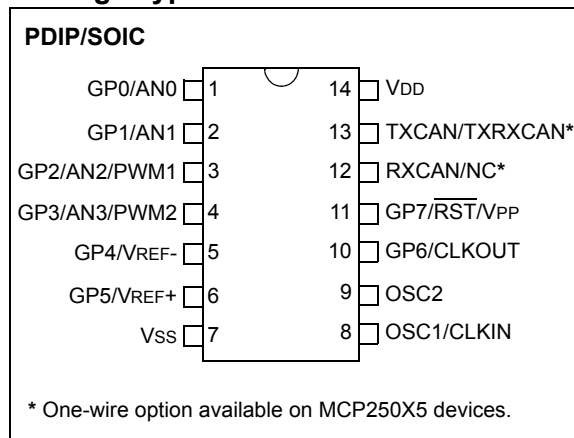 PDIP/SOIC
GP0/AN0 1 14 VDD
GP1/AN1 2 13 TXCAN/TXRXCAN*
GP2/AN2/PWM1 3 12 RXCAN/NC*
GP3/AN3/PWM2 4 11 GP7/RST/VPP
GP4/VREF- 5 10 GP6/CLKOUT
GP5/VREF+ 6 9 OSC2
VSS 7 8 OSC1/CLKIN
* One-wire option available on MCP250X5 devices.